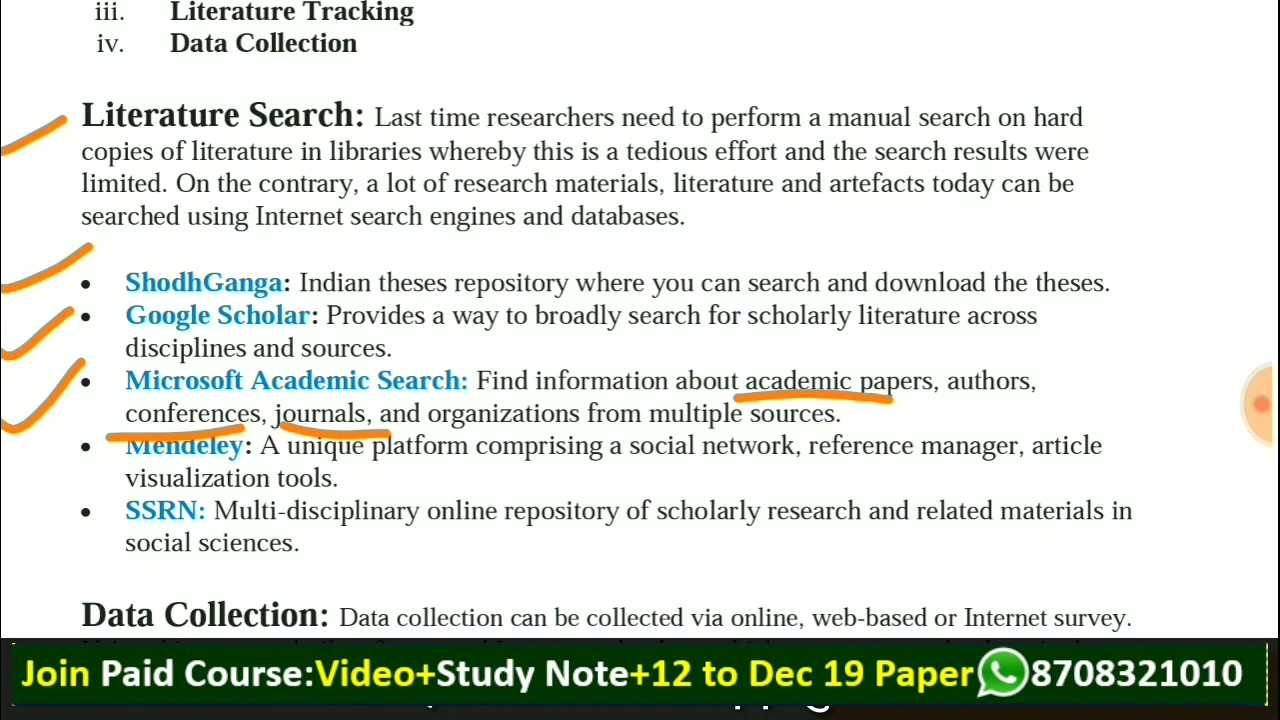 iii. Literature Tracking
iv. Data Collection
Literature Search: Last time researchers need to perform a manual search on hard
copies of literature in libraries whereby this is a tedious effort and the search results were
limited. On the contrary, a lot of research materials, literature and artefacts today can be
searched using Internet search engines and databases.
• ShodhGanga: Indian theses repository where you can search and download the theses.
• Google Scholar: Provides a way to broadly search for scholarly literature across
disciplines and sources.
• Microsoft Academic Search: Find information about academic papers, authors,
conferences, journals, and organizations from multiple sources.
• Mendeley: A unique platform comprising a social network, reference manager, article
visualization tools.
• SSRN: Multi-disciplinary online repository of scholarly research and related materials in
social sciences.
Data Collection: Data collection can be collected via online, web-based or Internet survey.
Join Paid Course:Video+Study Note+12 to Dec 19 Paper 8708321010